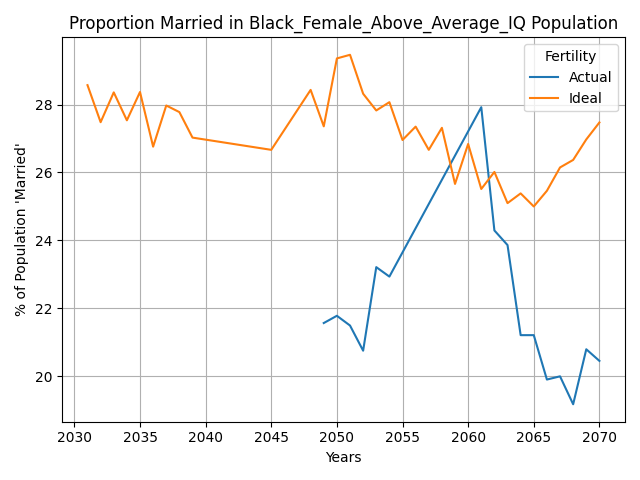 Proportion Married in Black_Female_Above_Average_IQ Population
Fertility
Actual
Ideal
% of Population 'Married'
28
26
24
22
20
2030 2035 2040 2045 2050 2055 2060 2065 2070
Years